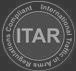 International Traffic in Arms Regulations Compliant
ITAR